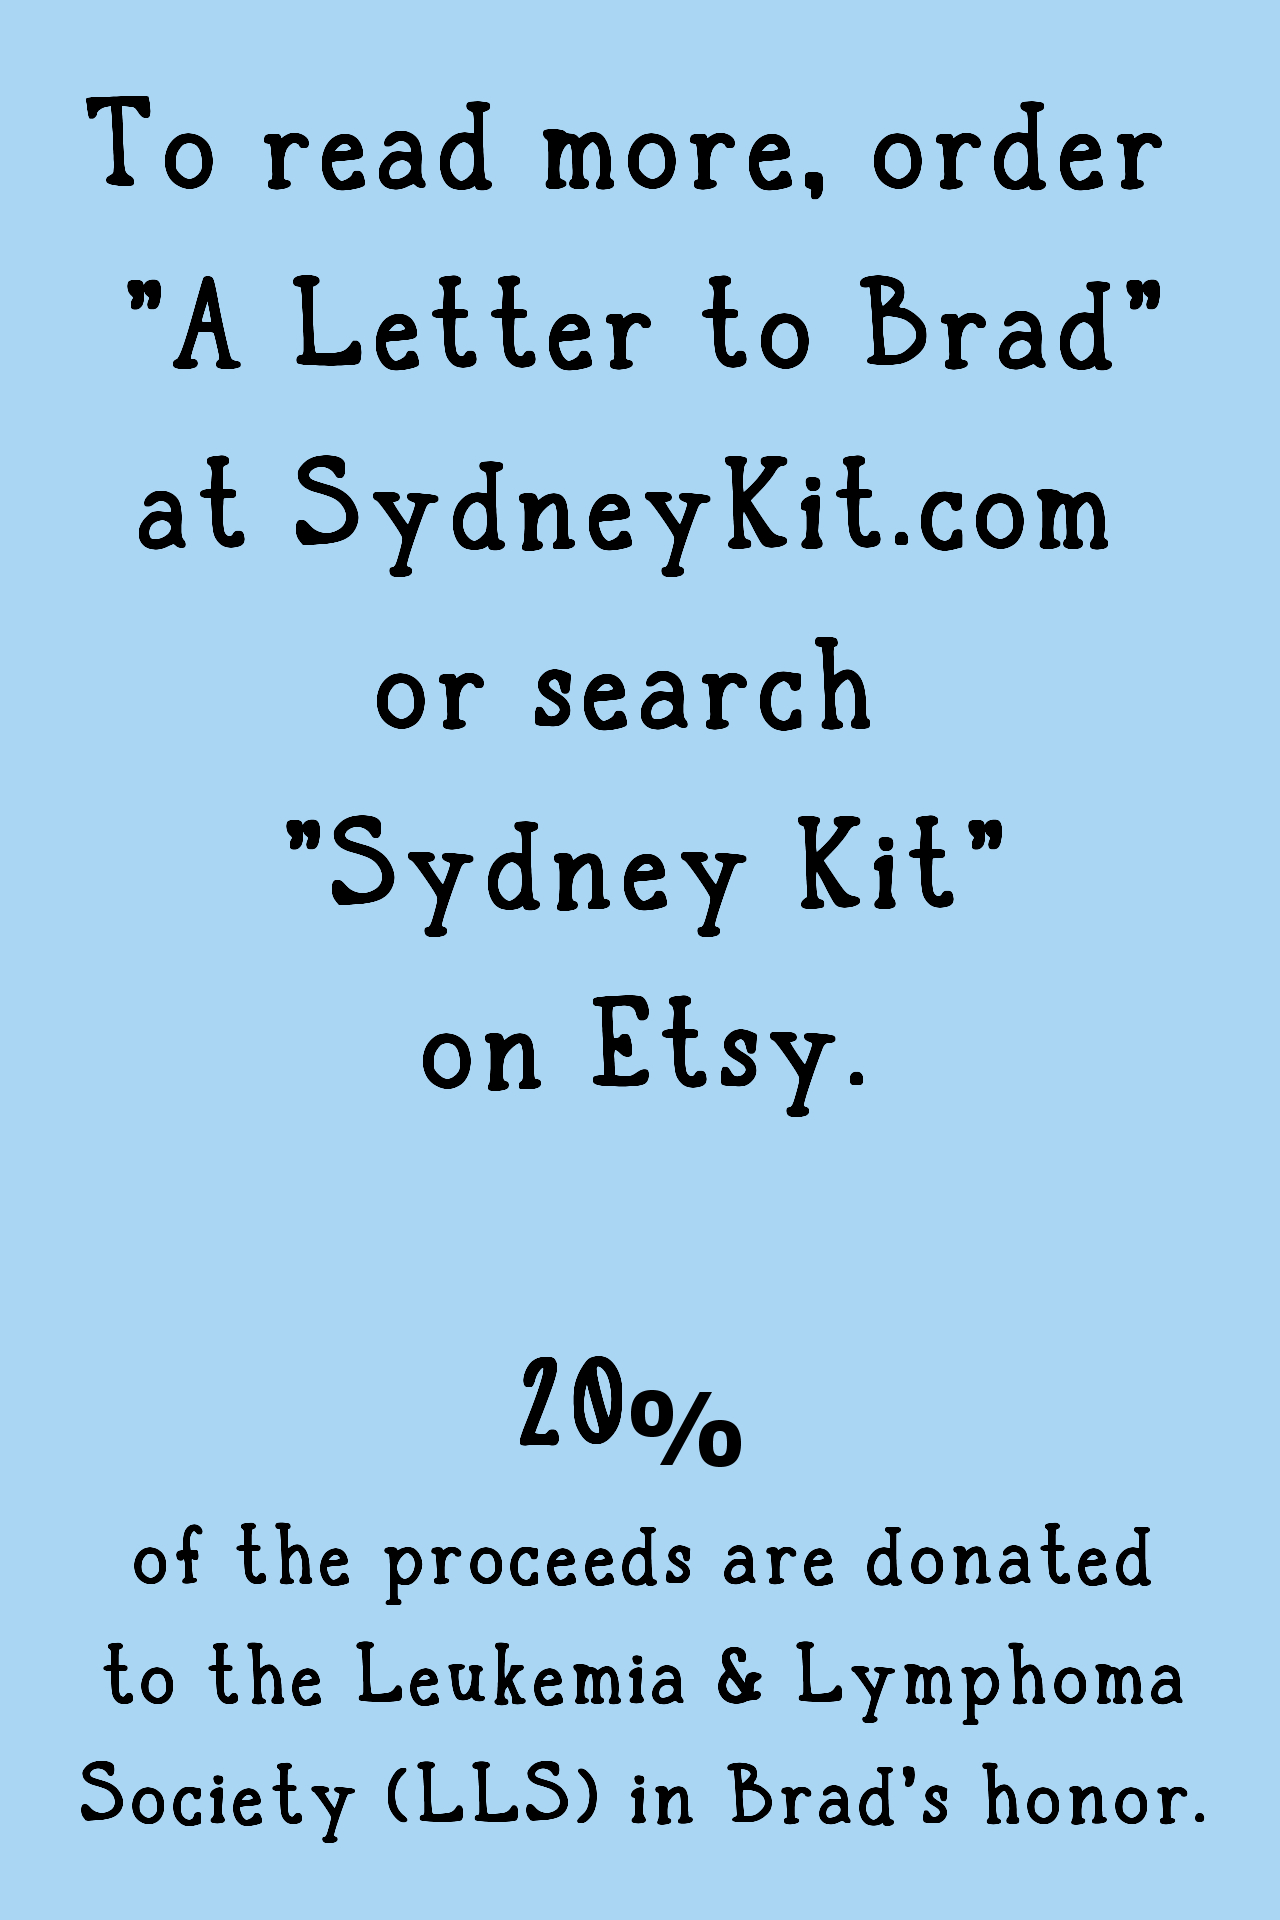 To read more, order
"A Letter to Brad"
at SydneyKit.com
or search
"Sydney Kit"
on Etsy.
20%
of the proceeds are donated
to the Leukemia & Lymphoma
Society (LLS) in Brad's honor.